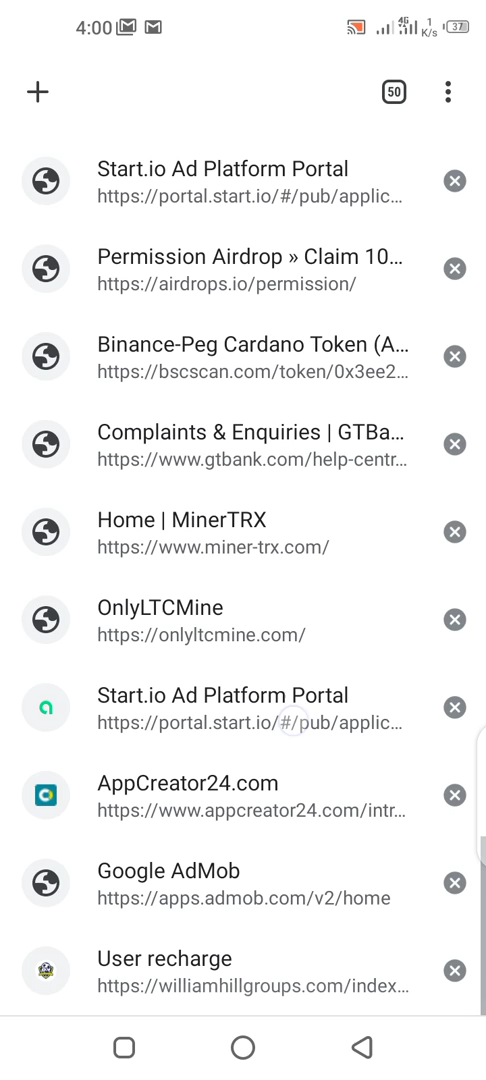 4:00
4G
1
K/s
37
50
Start.io Ad Platform Portal
https://portal.start.io/#/pub/applic...
Permission Airdrop » Claim 10...
https://airdrops.io/permission/
Binance-Peg Cardano Token (A...
https://bscscan.com/token/0x3ee2...
Complaints & Enquiries | GTBa...
https://www.gtbank.com/help-centr...
Home | MinerTRX
https://www.miner-trx.com/
OnlyLTCMine
https://onlyltcmine.com/
Start.io Ad Platform Portal
https://portal.start.io/#/pub/applic...
AppCreator24.com
https://www.appcreator24.com/intr...
Google AdMob
https://apps.admob.com/v2/home
User recharge
https://williamhillgroups.com/index...